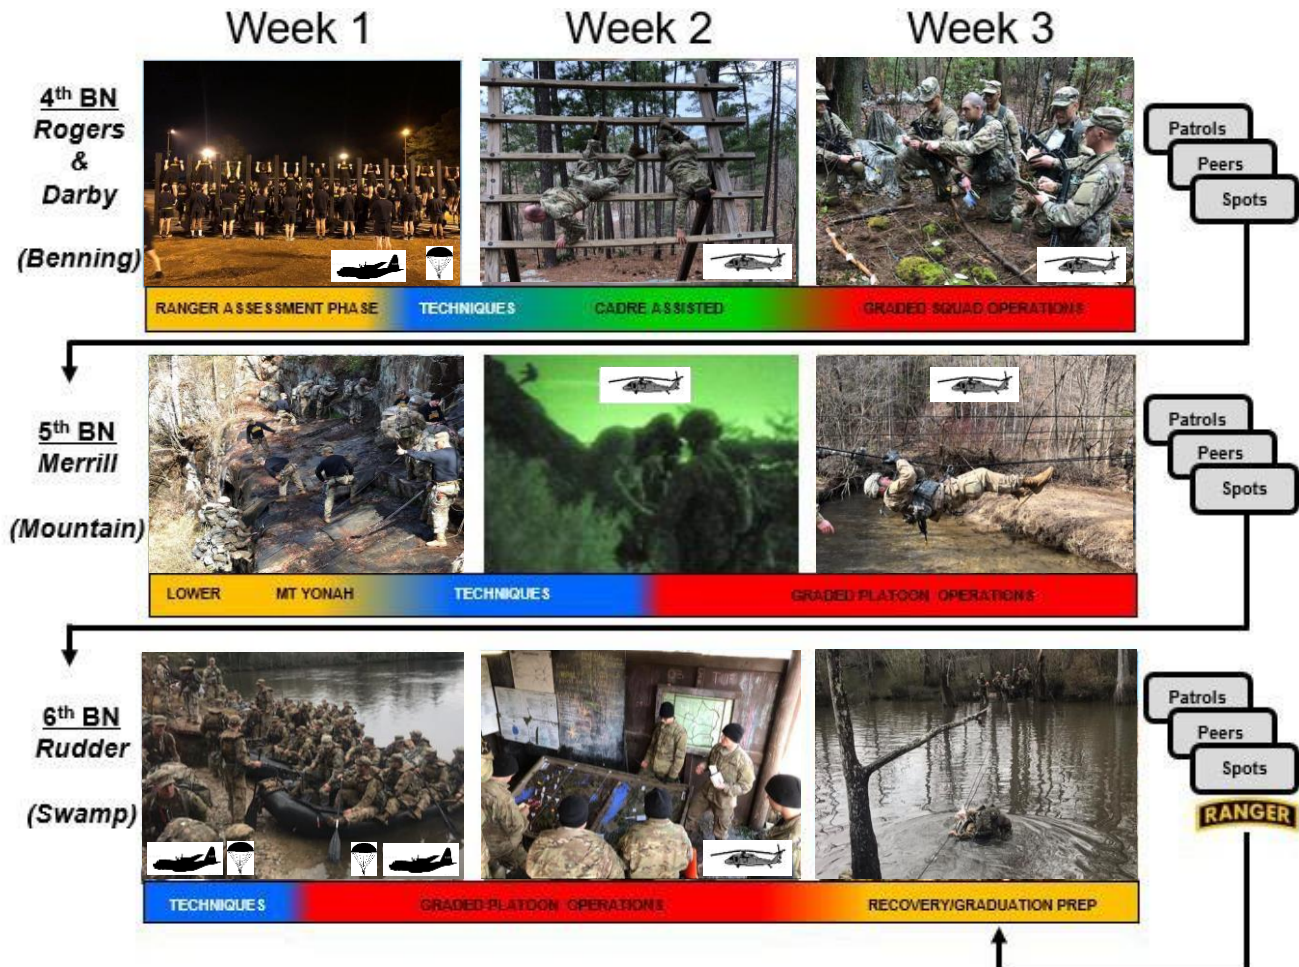 Week 1
Week 2
Week 3
4th BN
Rogers
&
Darby
(Benning)
Patrols
Peers
Spots
RANGER ASSESSMENT PHASE
TECHNIQUES
CADRE ASSISTED
GRADED SQUAD OPERATIONS
5th BN
Merrill
(Mountain)
Patrols
Peers
Spots
LOWER
MT YONAH
TECHNIQUES
GRADED PLATOON OPERATIONS
6th BN
Rudder
(Swamp)
Patrols
Peers
Spots
RANGER
TECHNIQUES
GRADED PLATOON OPERATIONS
RECOVERY/GRADUATION PREP